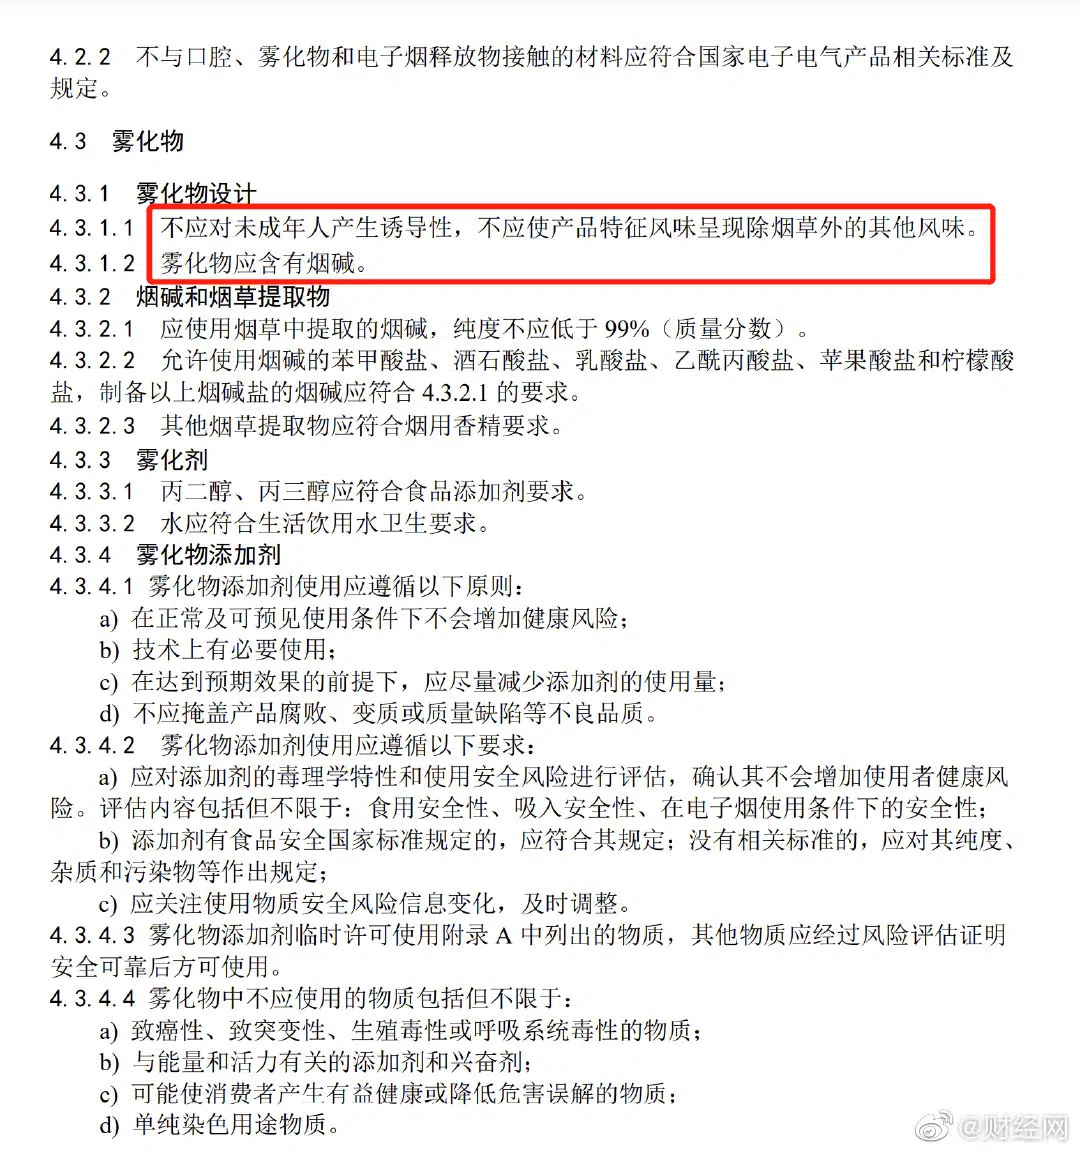 4.2.2 不与口腔、雾化物和电子烟释放物接触的材料应符合国家电子电气产品相关标准及
规定。
4.3 雾化物
4.3.1 雾化物设计
4.3.1.1 不应对未成年人产生诱导性，不应使产品特征风味呈现除烟草外的其他风味。
4.3.1.2 雾化物应含有烟碱。
4.3.2 烟碱和烟草提取物
4.3.2.1 应使用烟草中提取的烟碱，纯度不应低于 99%（质量分数）。
4.3.2.2 允许使用烟碱的苯甲酸盐、酒石酸盐、乳酸盐、乙酰丙酸盐、苹果酸盐和柠檬酸
盐，制备以上烟碱盐的烟碱应符合 4.3.2.1 的要求。
4.3.2.3 其他烟草提取物应符合烟用香精要求。
4.3.3 雾化剂
4.3.3.1 丙二醇、丙三醇应符合食品添加剂要求。
4.3.3.2 水应符合生活饮用水卫生要求。
4.3.4 雾化物添加剂
4.3.4.1 雾化物添加剂使用应遵循以下原则：
a) 在正常及可预见使用条件下不会增加健康风险；
b) 技术上有必要使用；
c) 在达到预期效果的前提下，应尽量减少添加剂的使用量；
d) 不应掩盖产品腐败、变质或质量缺陷等不良品质。
4.3.4.2 雾化物添加剂使用应遵循以下要求：
a) 应对添加剂的毒理学特性和使用安全风险进行评估，确认其不会增加使用者健康风
险。评估内容包括但不限于：食用安全性、吸入安全性、在电子烟使用条件下的安全性；
b) 添加剂有食品安全国家标准规定的，应符合其规定；没有相关标准的，应对其纯度、
杂质和污染物等作出规定；
c) 应关注使用物质安全风险信息变化，及时调整。
4.3.4.3 雾化物添加剂临时许可使用附录 A 中列出的物质，其他物质应经过风险评估证明
安全可靠后方可使用。
4.3.4.4 雾化物中不应使用的物质包括但不限于：
a) 致癌性、致突变性、生殖毒性或呼吸系统毒性的物质；
b) 与能量和活力有关的添加剂和兴奋剂；
c) 可能使消费者产生有益健康或降低危害误解的物质；
d) 单纯染色用途物质。
@财经网